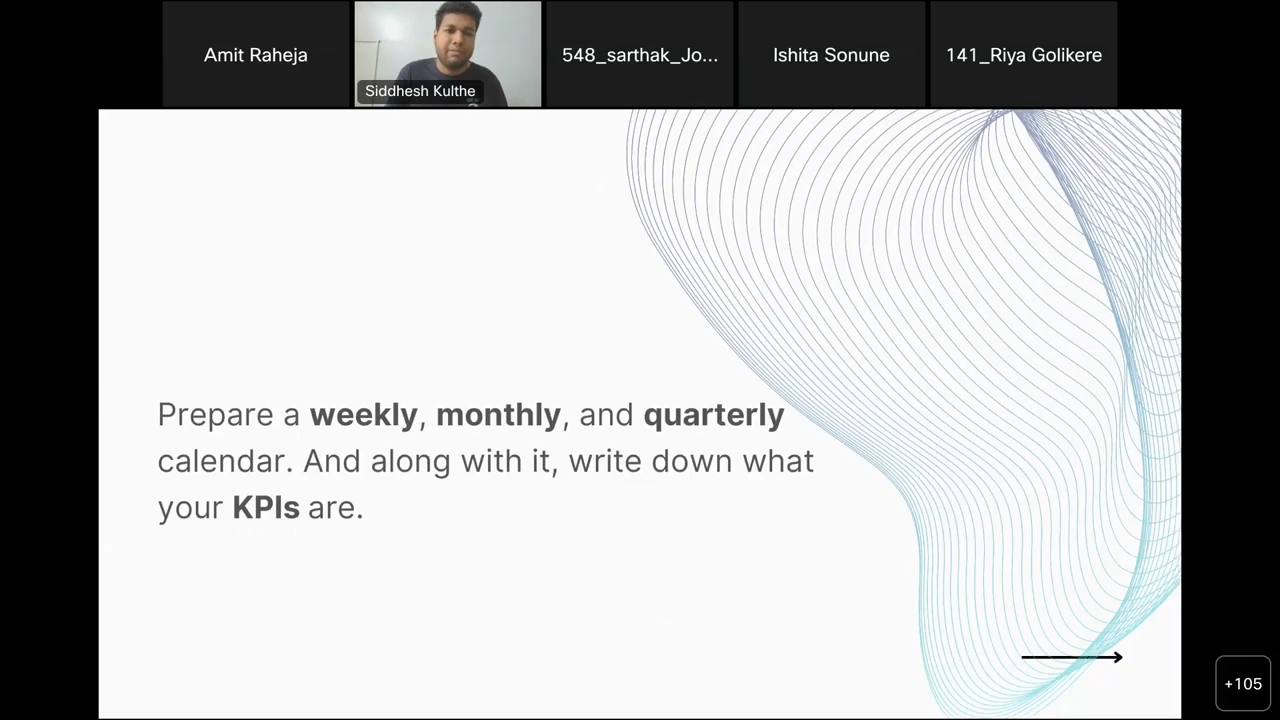 Amit Raheja
Siddhesh Kulthe
548_sarthak_Jo...
Ishita Sonune
141_Riya Golikere
Prepare a weekly, monthly, and quarterly
calendar. And along with it, write down what
your KPIs are.
+105